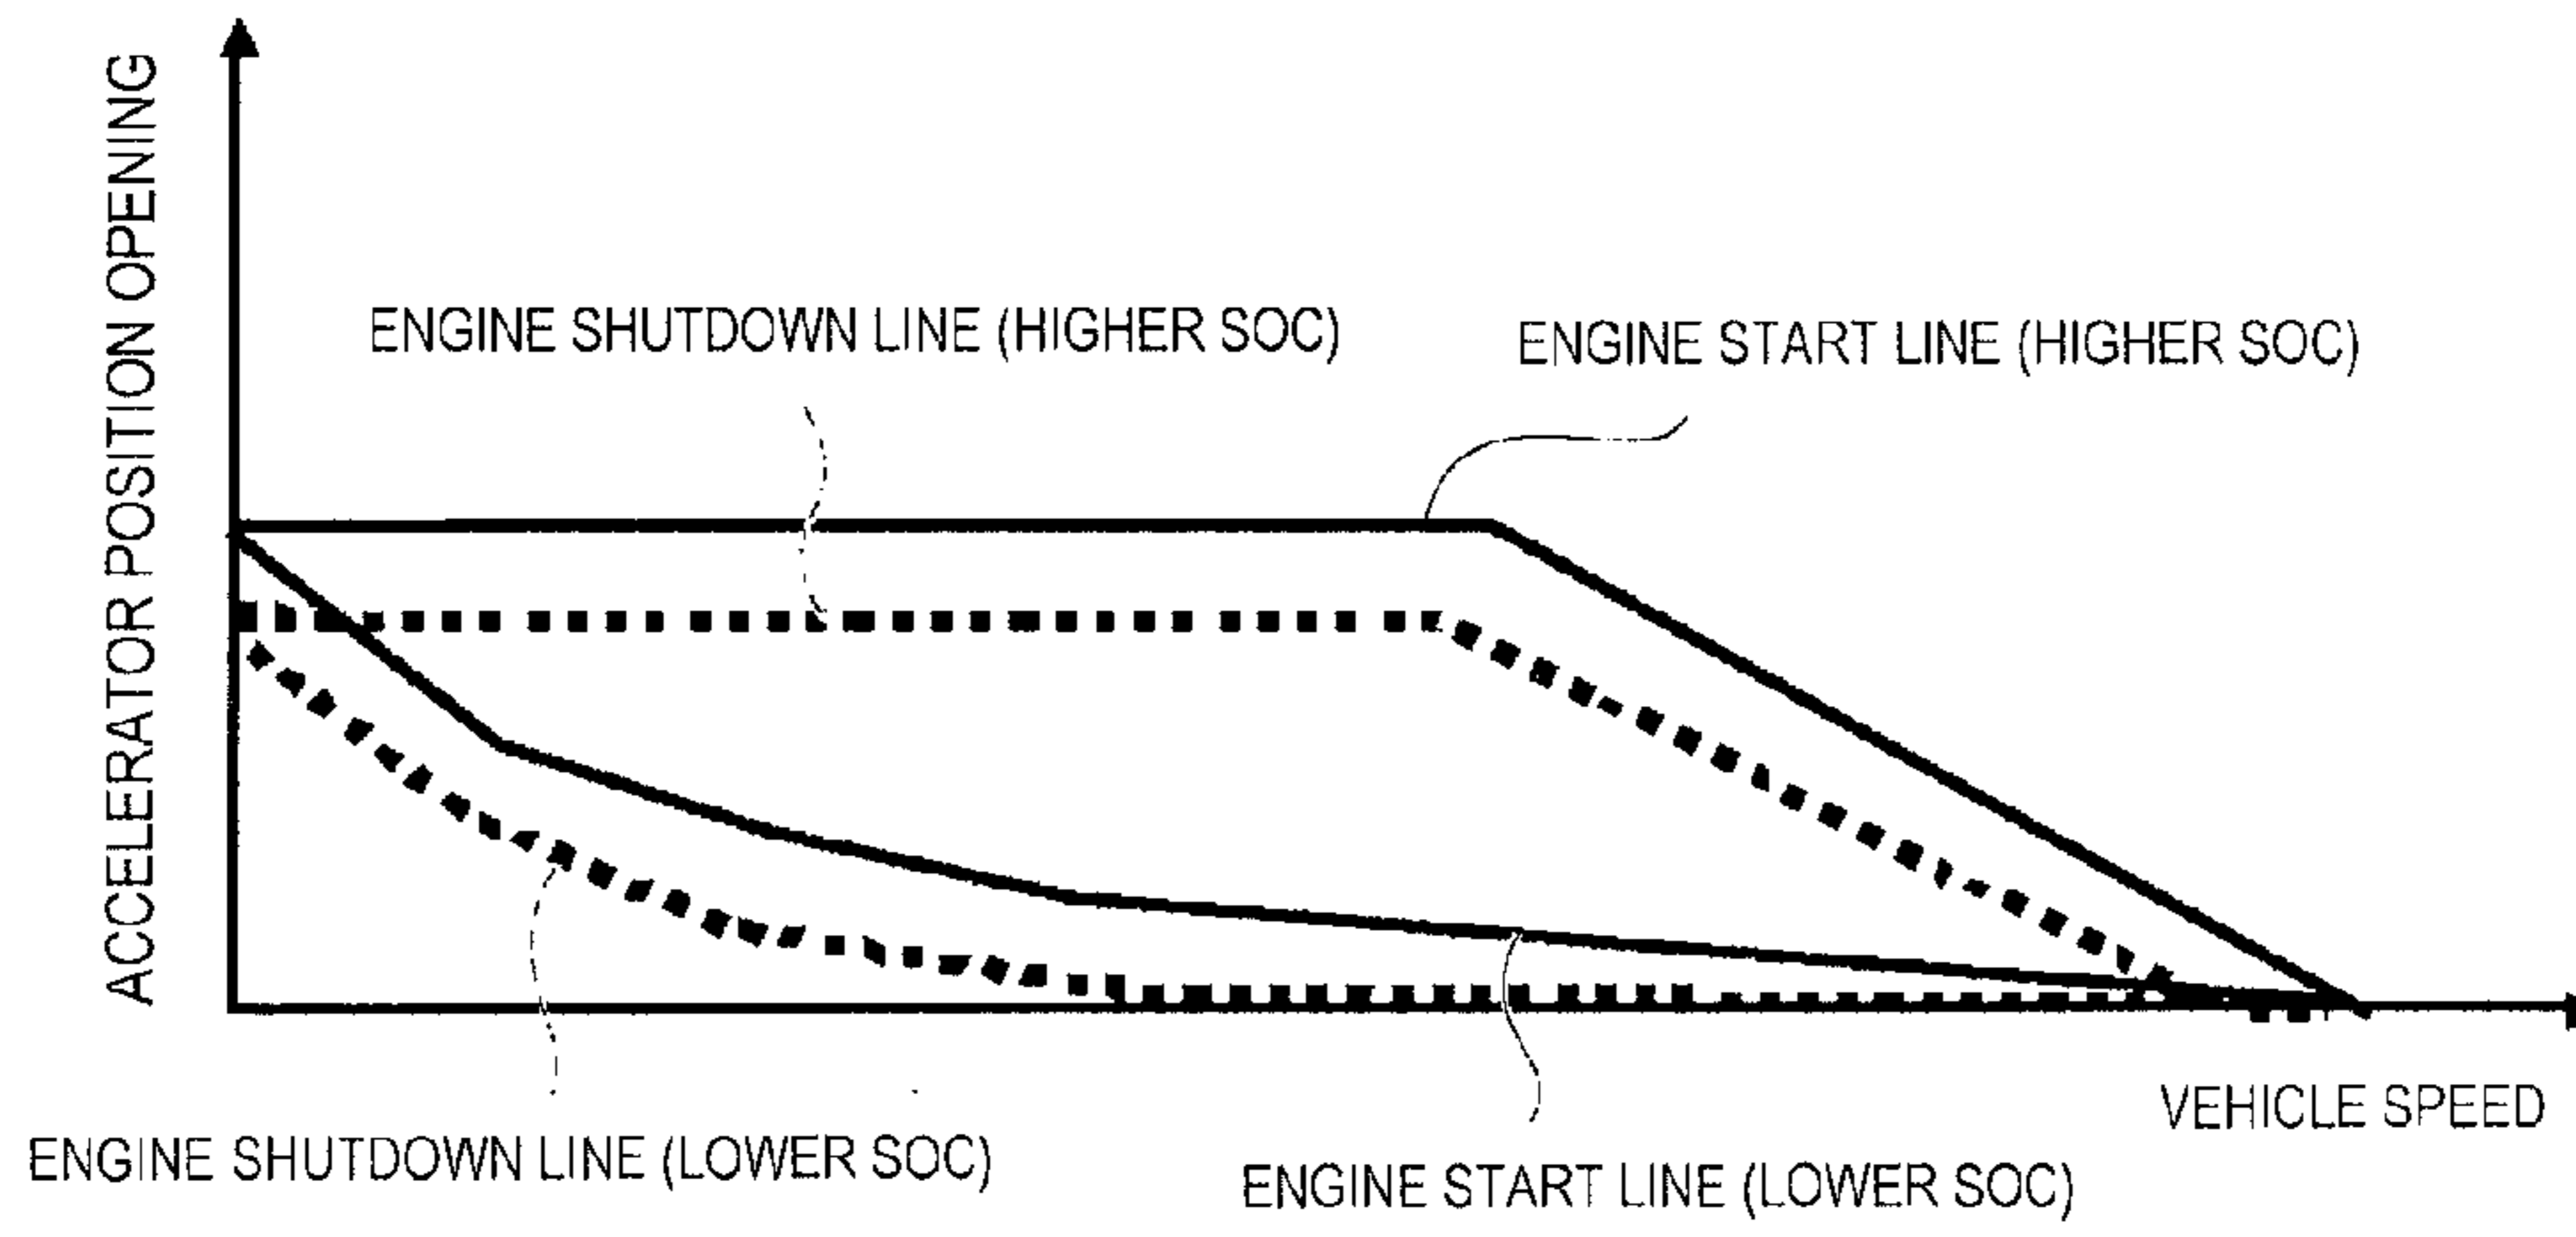 ACCELERATOR POSITION OPENING
ENGINE SHUTDOWN LINE (HIGHER SOC)
ENGINE START LINE (HIGHER SOC)
VEHICLE SPEED
ENGINE SHUTDOWN LINE (LOWER SOC)
ENGINE START LINE (LOWER SOC)